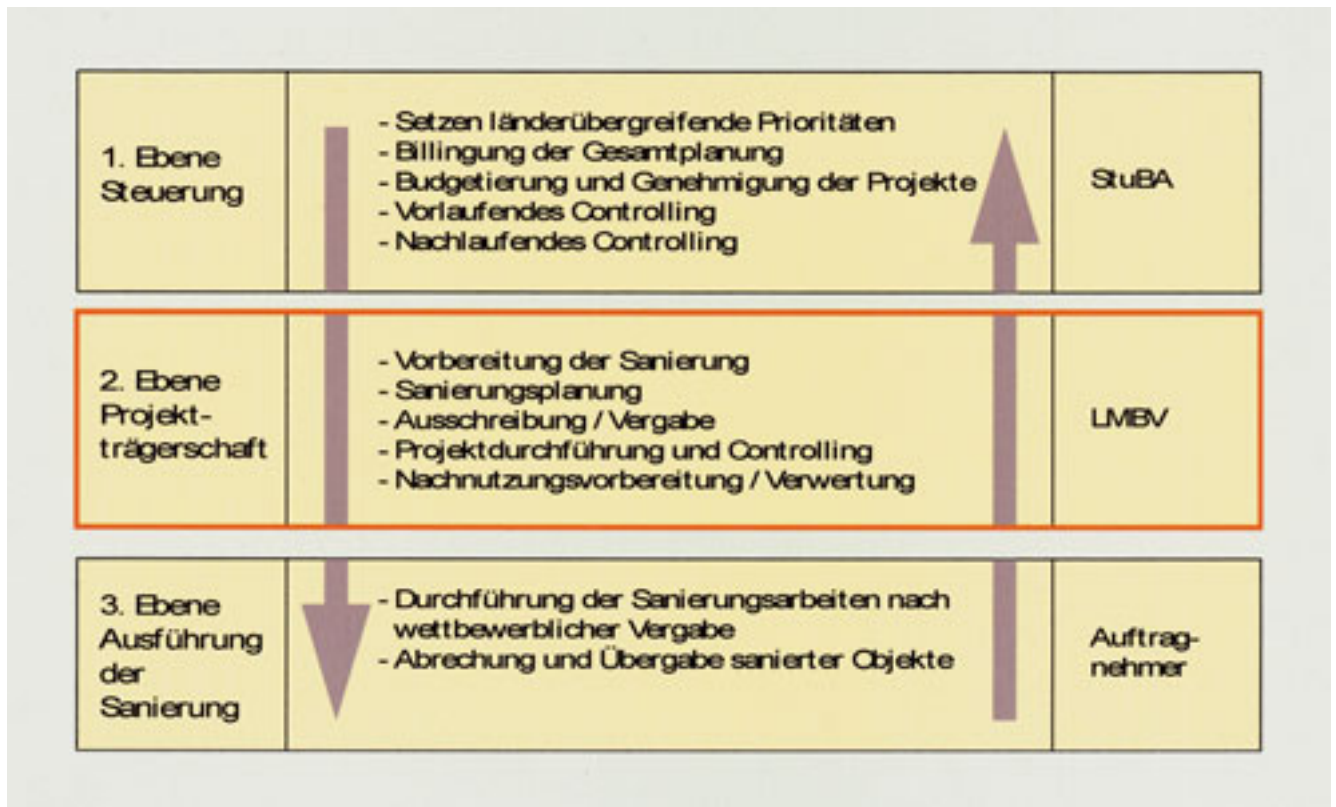 1. Ebene
Steuerung
- Setzen länderübergreifende Prioritäten
- Billingung der Gesamtplanung
- Budgetierung und Genehmigung der Projekte
- Vorlaufendes Controlling
- Nachlaufendes Controlling
StuBA
2. Ebene
Projekt-
trägerschaft
- Vorbereitung der Sanierung
- Sanierungsplanung
- Ausschreibung / Vergabe
- Projektdurchführung und Controlling
- Nachnutzungsvorbereitung / Verwertung
LMBV
3. Ebene
Ausführung
der
Sanierung
- Durchführung der Sanierungsarbeiten nach
wettbewerblicher Vergabe
- Abrechung und Übergabe sanierter Objekte
Auftrag-
nehmer